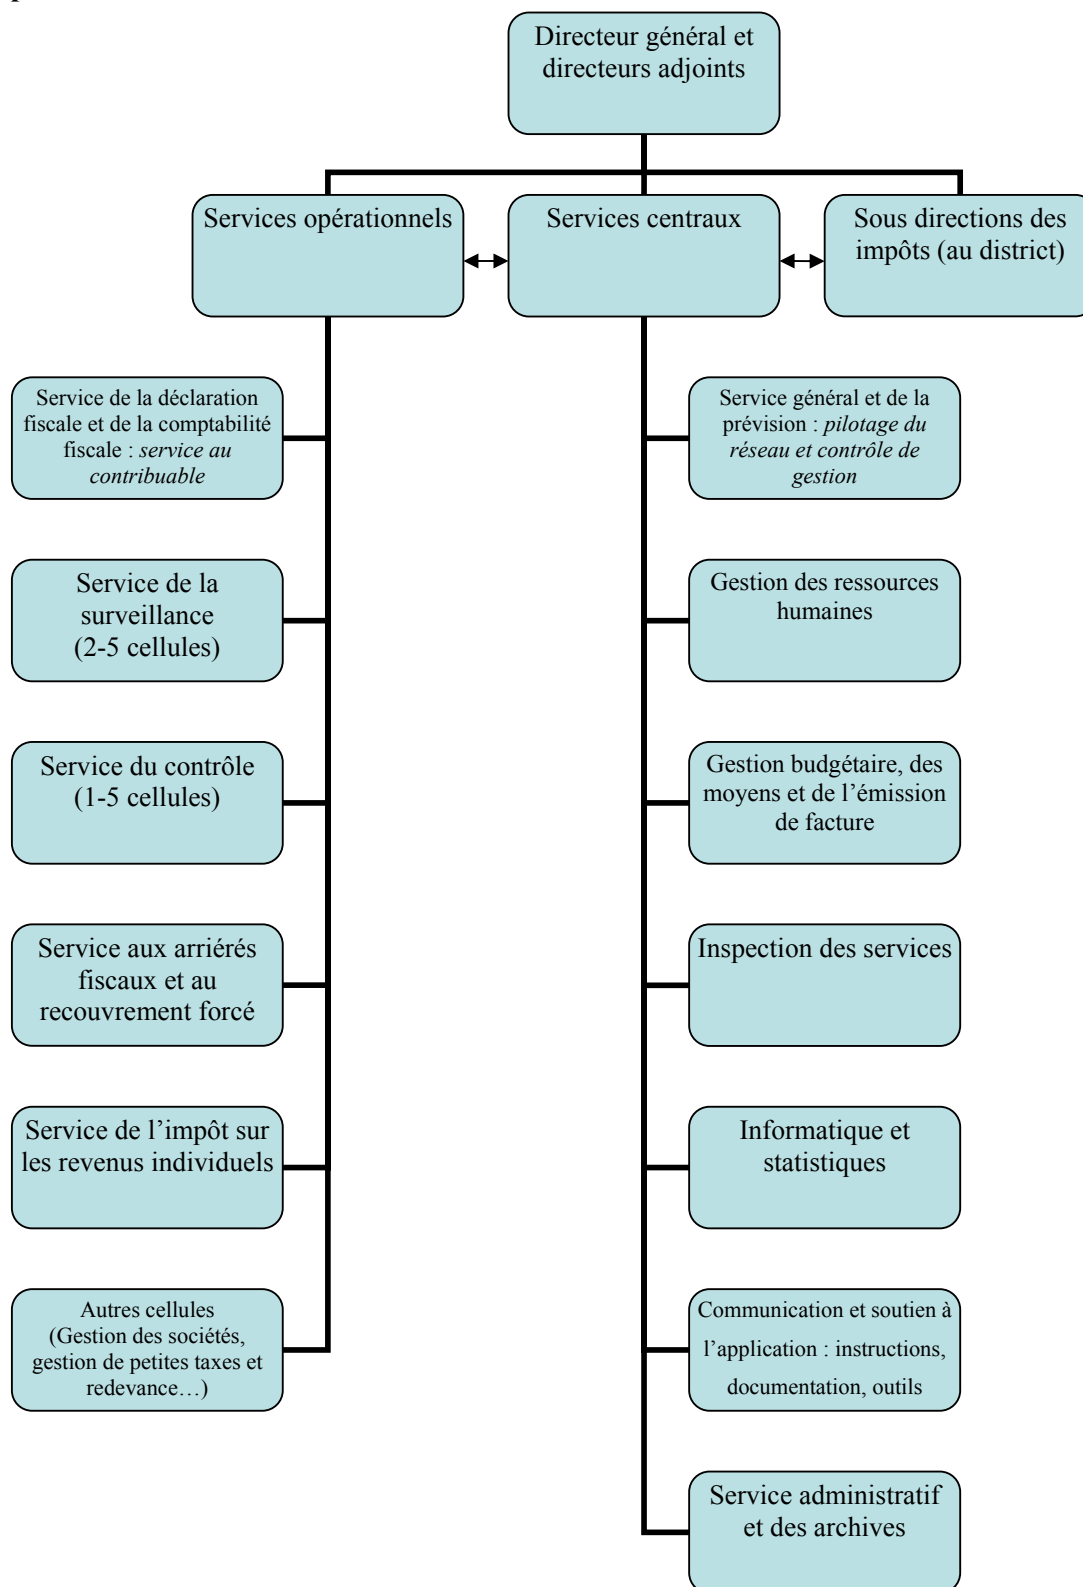 Directeur général et
directeurs adjoints
Services opérationnels
Services centraux
Sous directions des
impôts (au district)
Service de la déclaration
fiscale et de la comptabilité
fiscale : service au
contribuable
Service de la
surveillance
(2-5 cellules)
Service du contrôle
(1-5 cellules)
Service aux arriérés
fiscaux et au
recouvrement forcé
Service de l’impôt sur
les revenus individuels
Autres cellules
(Gestion des sociétés,
gestion de petites taxes et
redevance…)
Service général et de la
prévision : pilotage du
réseau et contrôle de
gestion
Gestion des ressources
humaines
Gestion budgétaire, des
moyens et de l’émission
de facture
Inspection des services
Informatique et
statistiques
Communication et soutien à
l’application : instructions,
documentation, outils
Service administratif
et des archives